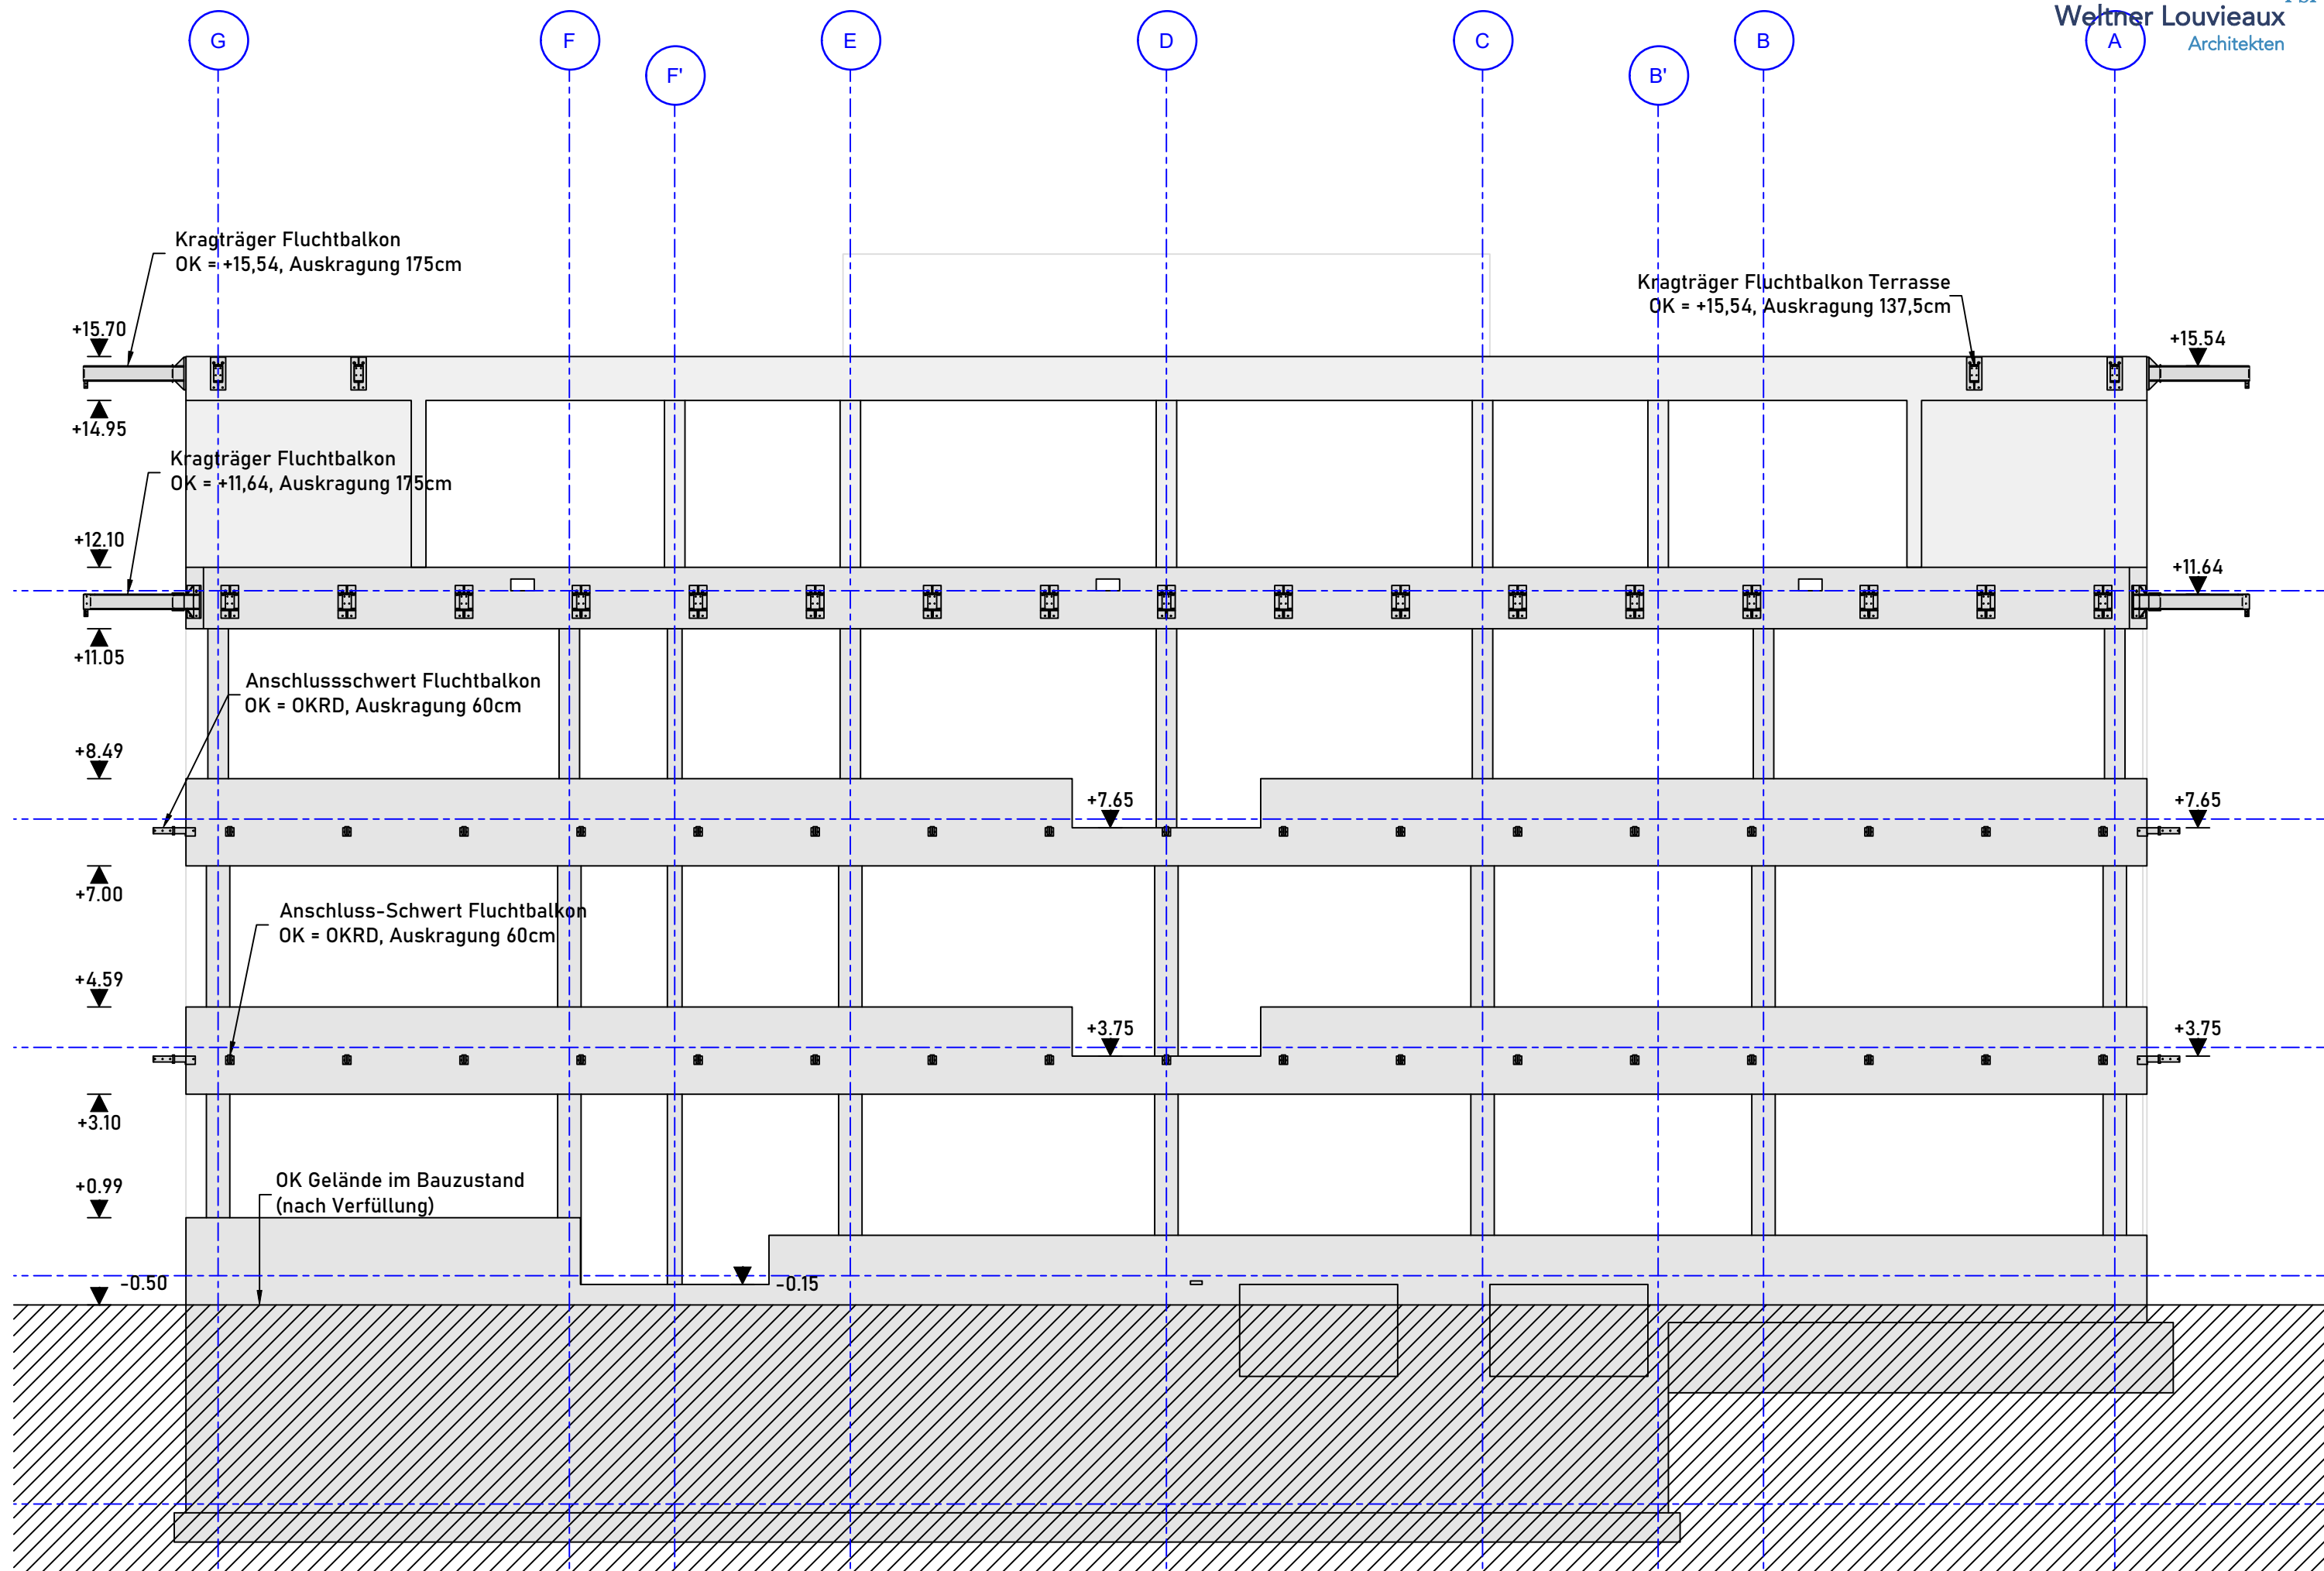 Weltner Louvieaux
Architekten
G
F
F'
E
D
C
B'
B
A
Kragträger Fluchtbalkon
OK = +15,54, Auskragung 175cm
Kragträger Fluchtbalkon Terrasse
OK = +15,54, Auskragung 137,5cm
+15.70
+15.54
+14.95
Kragträger Fluchtbalkon
OK = +11,64, Auskragung 175cm
+12.10
+11.64
+11.05
Anschlussschwert Fluchtbalkon
OK = OKRD, Auskragung 60cm
+8.49
+7.65
+7.65
+7.00
Anschluss-Schwert Fluchtbalkon
OK = OKRD, Auskragung 60cm
+4.59
+3.75
+3.75
+3.10
OK Gelände im Bauzustand
(nach Verfüllung)
+0.99
-0.50
-0.15